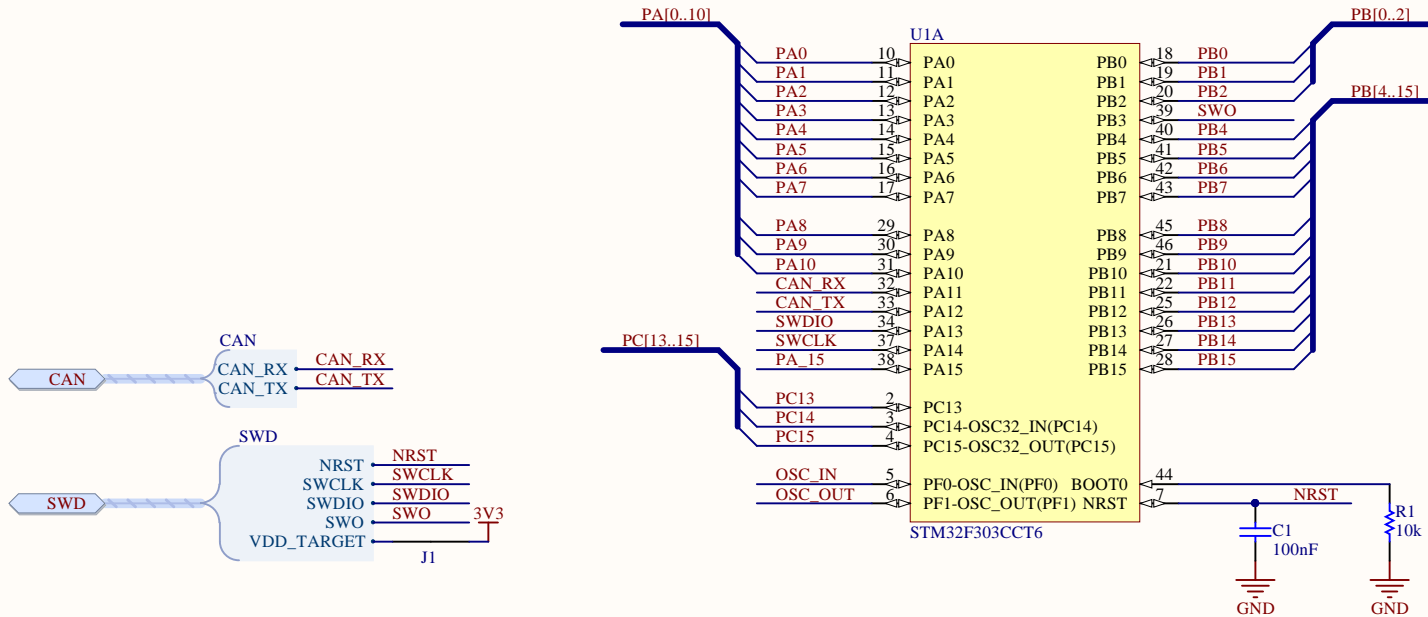 PA[0..10]
PB[0..2]
U1A
PA0 10 PA0 PB0 18 PB0
PA1 11 PA1 PB1 19 PB1
PA2 12 PA2 PB2 20 PB2
PA3 13 PA3 PB3 39 SWO
PB[4..15]
PA4 14 PA4 PB4 40 PB4
PA5 15 PA5 PB5 41 PB5
PA6 16 PA6 PB6 42 PB6
PA7 17 PA7 PB7 43 PB7
PA8 29 PA8 PB8 45 PB8
PA9 30 PA9 PB9 46 PB9
PA10 31 PA10 PB10 21 PB10
CAN_RX 32 PA11 PB11 22 PB11
CAN_TX 33 PA12 PB12 25 PB12
SWDIO 34 PA13 PB13 26 PB13
SWCLK 37 PA14 PB14 27 PB14
PA_15 38 PA15 PB15 28 PB15
PC[13..15]
PC13 2 PC13
PC14 3 PC14-OSC32_IN(PC14)
PC15 4 PC15-OSC32_OUT(PC15)
OSC_IN 5 PF0-OSC_IN(PF0) BOOT0 44
OSC_OUT 6 PF1-OSC_OUT(PF1) NRST 7 NRST
STM32F303CCT6
C1
100nF
GND
R1
10k
GND
CAN
CAN
CAN_RX CAN_RX
CAN_TX CAN_TX
SWD
SWD
NRST NRST
SWCLK SWCLK
SWDIO SWDIO
SWO SWO
VDD_TARGET
3V3
J1